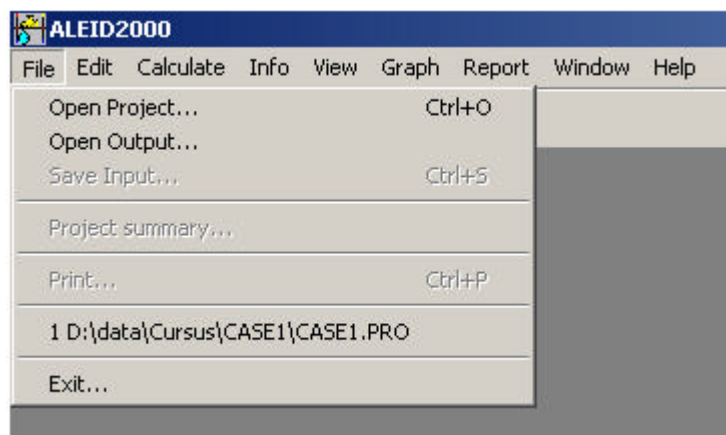 ALEID2000
File Edit Calculate Info View Graph Report Window Help
Open Project... Ctrl+O
Open Output...
Save Input... Ctrl+S
Project summary...
Print... Ctrl+P
1 D:\data\Cursus\CASE1\CASE1.PRO
Exit...